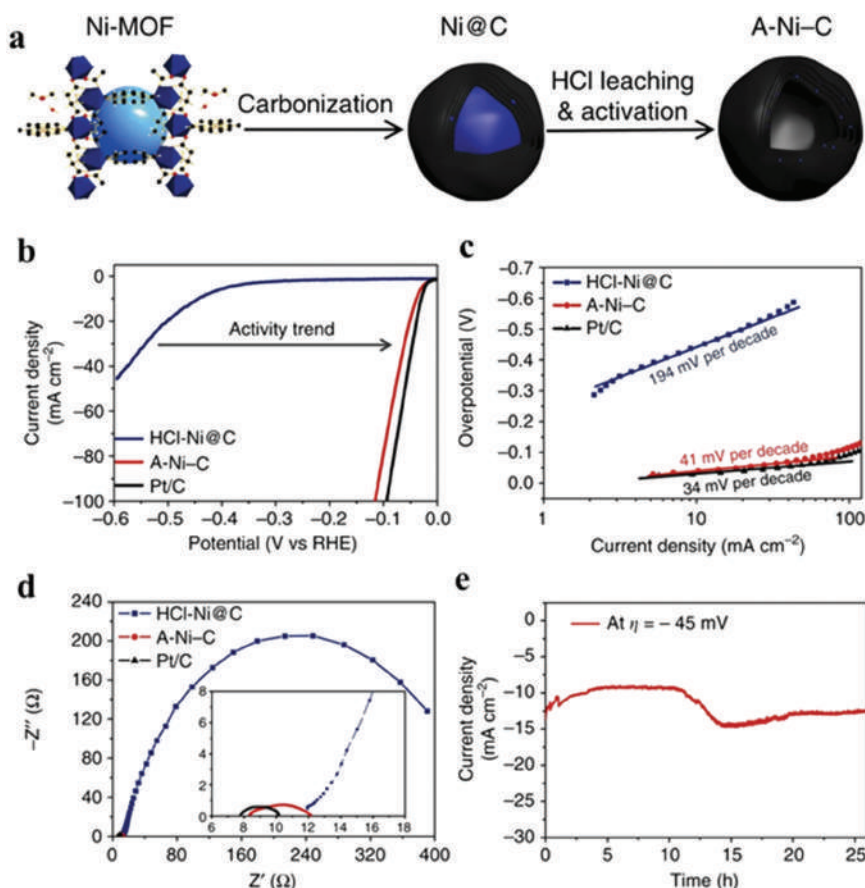 a
Ni-MOF
Ni@C
A-Ni–C
Carbonization
HCl leaching
& activation
b
0
−20
−40
−60
−80
−100
−0.6
−0.5
−0.4
−0.3
−0.2
−0.1
0.0
Current density
(mA cm−2)
Potential (V vs RHE)
Activity trend
HCl-Ni@C
A-Ni–C
Pt/C
c
−0.7
−0.6
−0.5
−0.4
−0.3
−0.2
−0.1
0.0
1
10
100
Overpotential (V)
Current density (mA cm−2)
HCl-Ni@C
A-Ni–C
Pt/C
194 mV per decade
41 mV per decade
34 mV per decade
d
240
200
160
120
80
40
0
0
80
160
240
320
400
−Z″ (Ω)
Z′ (Ω)
HCl-Ni@C
A-Ni–C
Pt/C
8
6
4
2
0
6
8
10
12
14
16
18
e
0
−5
−10
−15
−20
−25
−30
0
5
10
15
20
25
Current density
(mA cm−2)
Time (h)
At η = − 45 mV